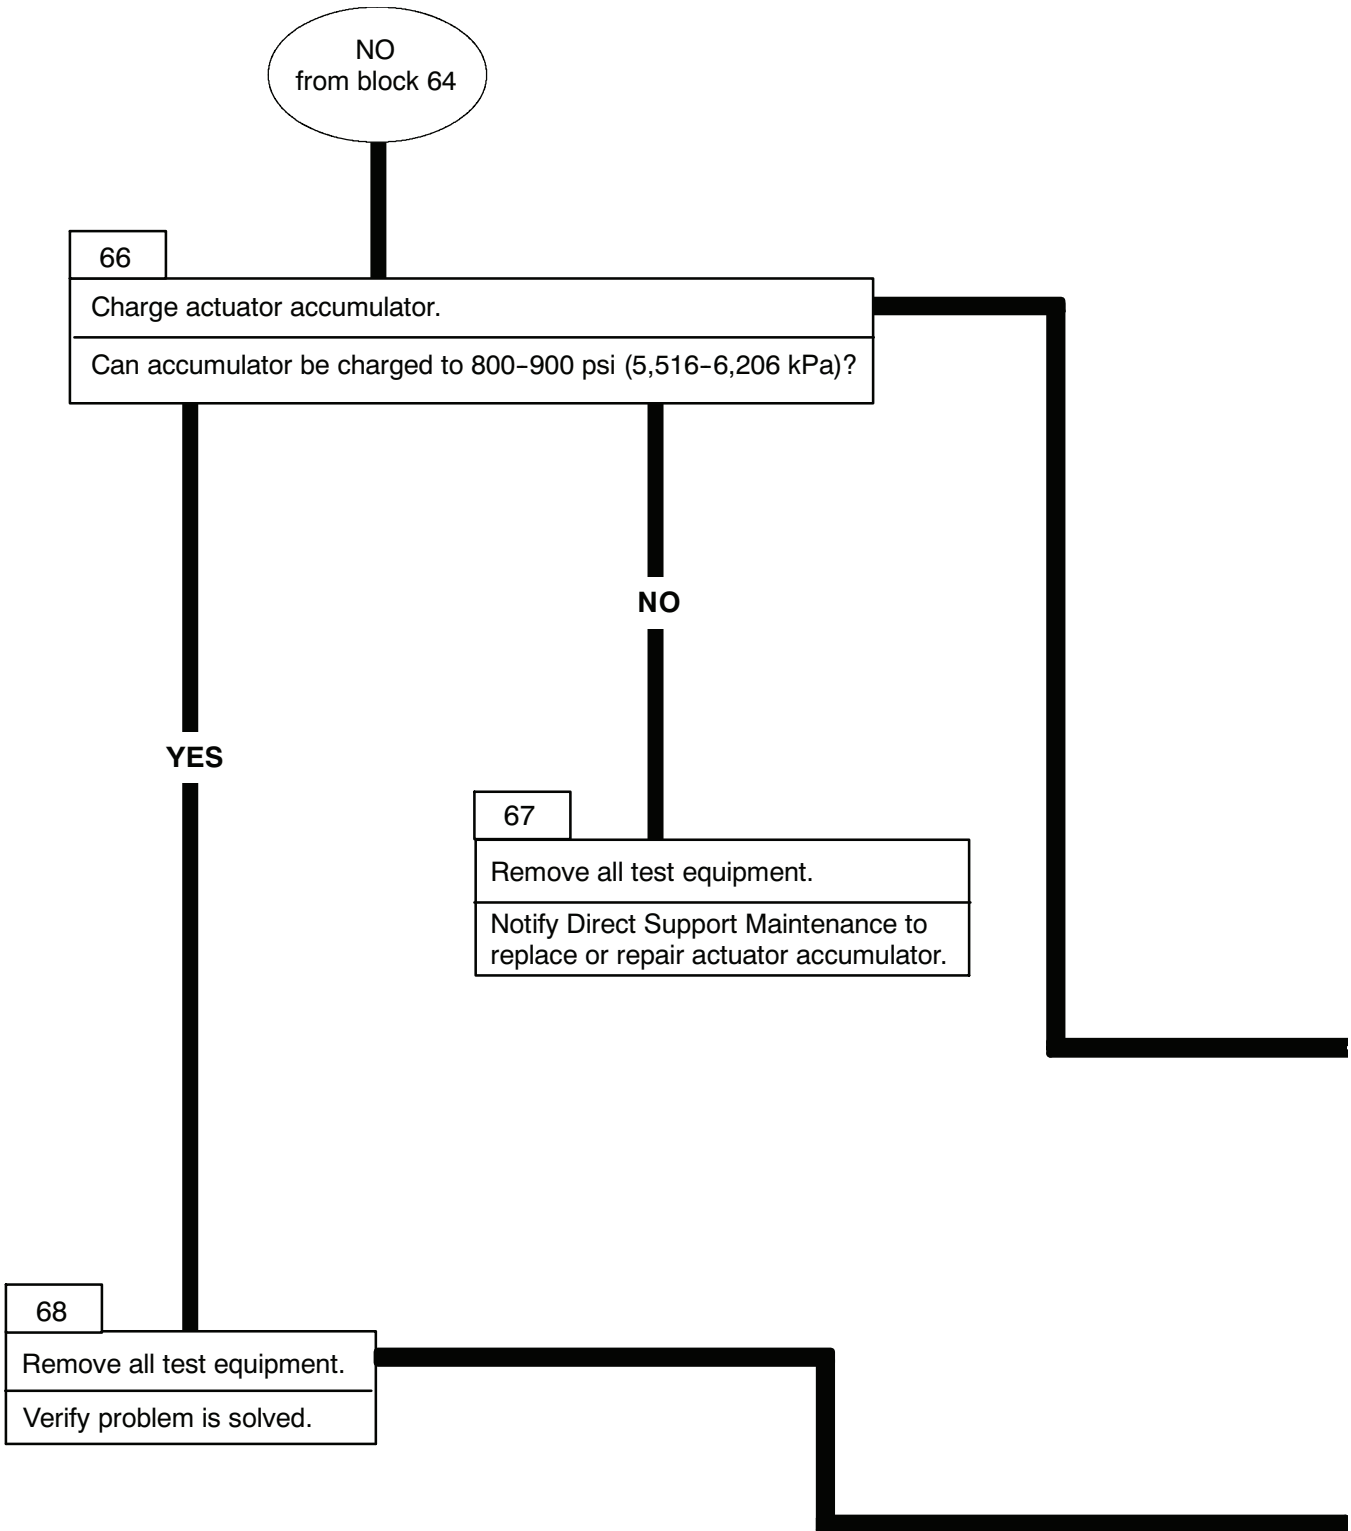 NO
from block 64
66
Charge actuator accumulator.
Can accumulator be charged to 800-900 psi (5,516-6,206 kPa)?
NO
YES
67
Remove all test equipment.
Notify Direct Support Maintenance to
replace or repair actuator accumulator.
68
Remove all test equipment.
Verify problem is solved.